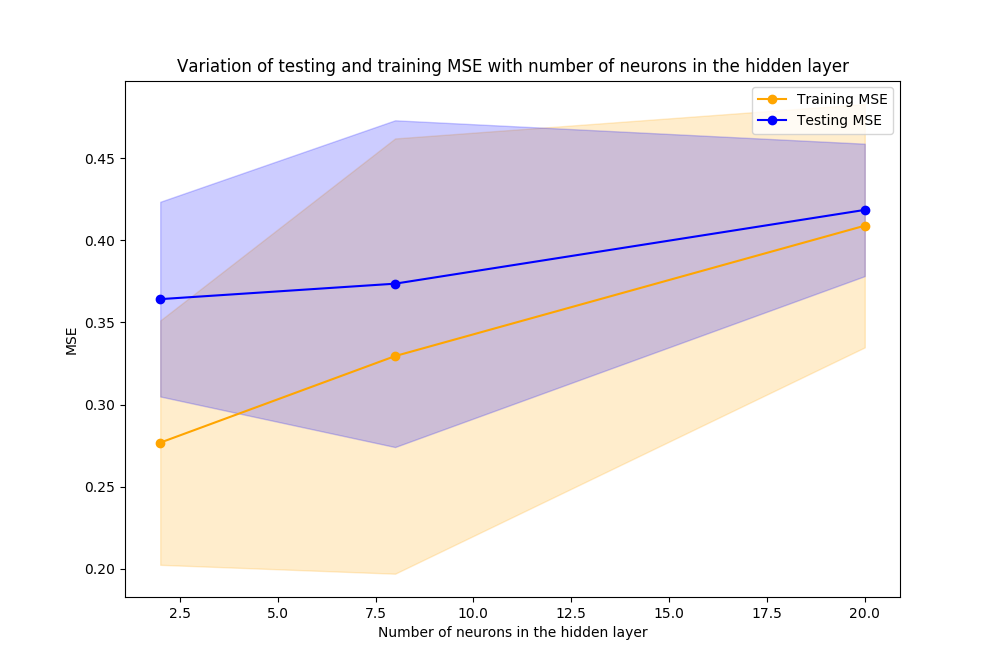 Variation of testing and training MSE with number of neurons in the hidden layer
Training MSE
Testing MSE
0.45
0.40
0.35
0.30
0.25
0.20
MSE
2.5 5.0 7.5 10.0 12.5 15.0 17.5 20.0
Number of neurons in the hidden layer